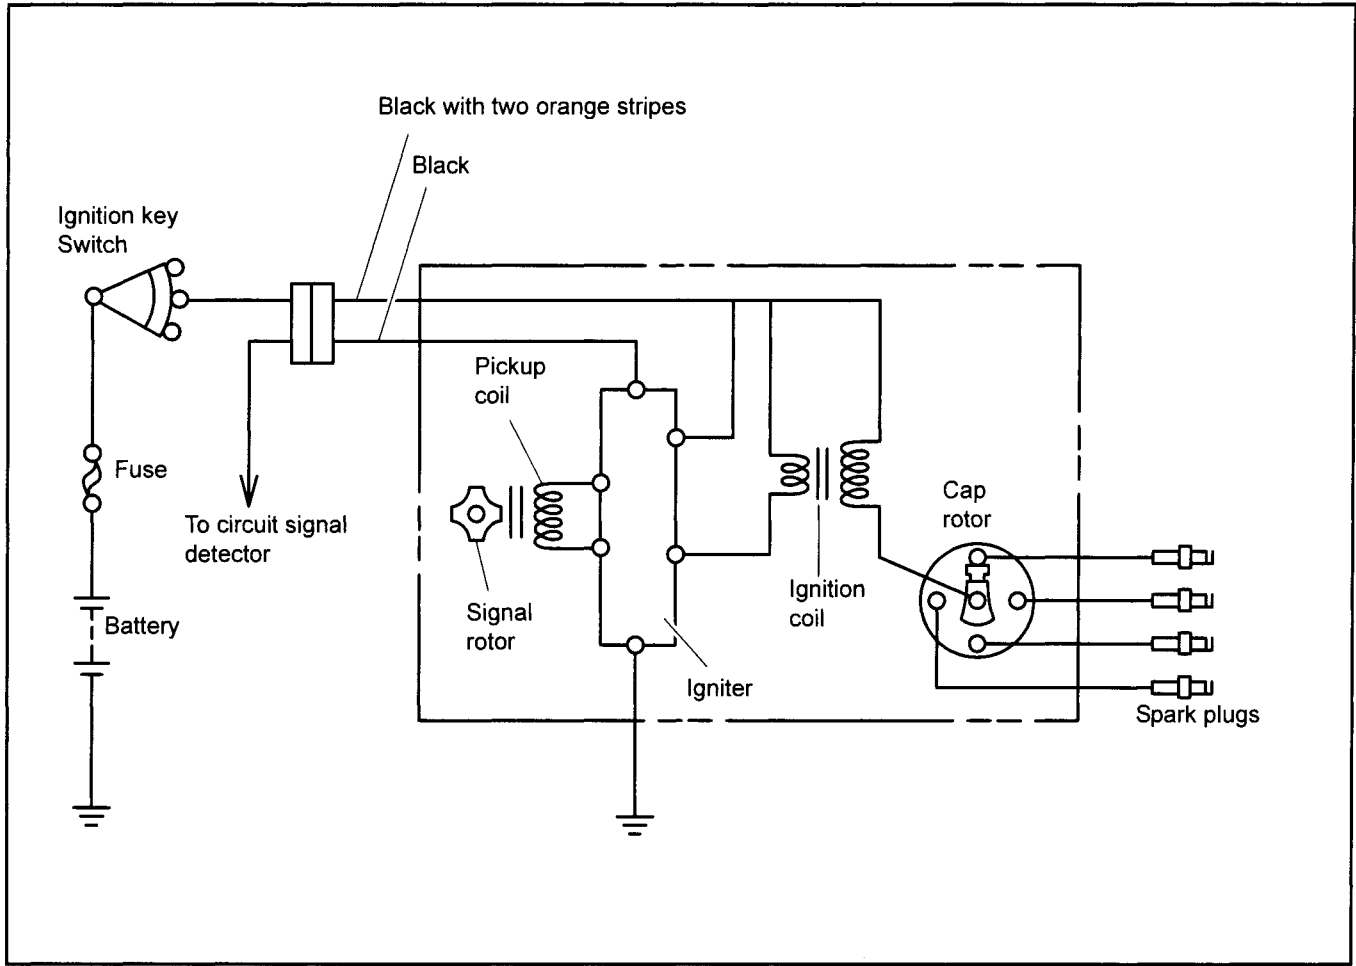 Black with two orange stripes
Black
Ignition key
Switch
Pickup
coil
Fuse
Cap
rotor
To circuit signal
detector
Ignition
coil
Signal
rotor
Battery
Igniter
Spark plugs